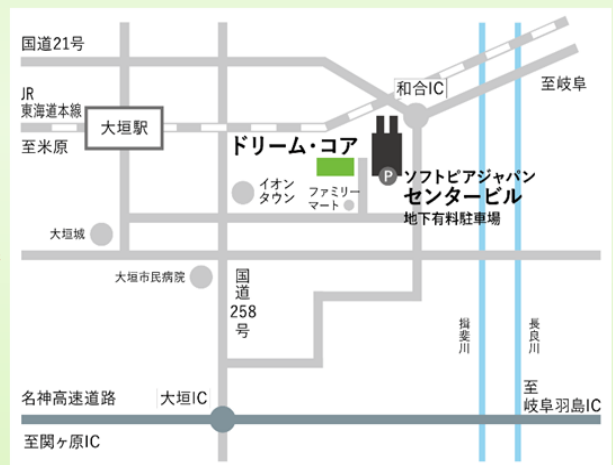 国道21号
JR
東海道本線
大垣駅
至米原
和合IC
至岐阜
ドリーム・コア
P
ソフトピアジャパン
センタービル
地下有料駐車場
イオン
タウン
ファミリー
マート
大垣城
大垣市民病院
国道258号
揖斐川
長良川
名神高速道路
大垣IC
至
岐阜羽島IC
至関ヶ原IC